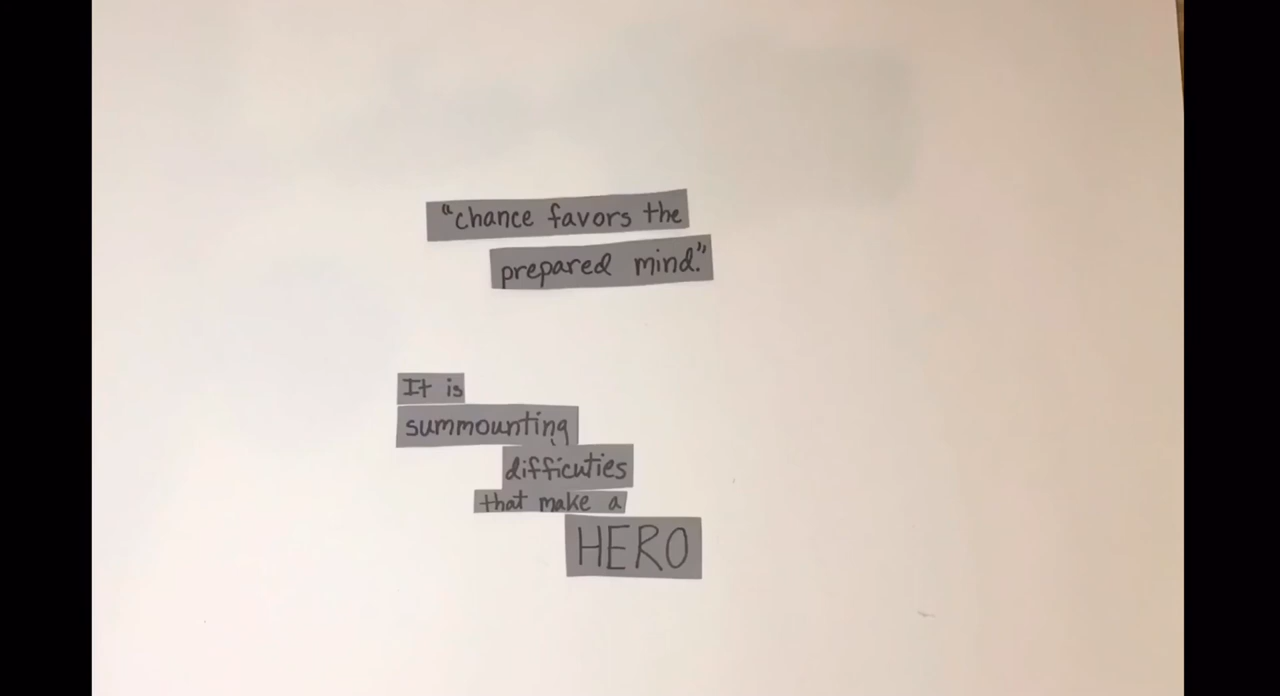 "chance favors the
prepared mind."
It is
summounting
difficuties
that make a
HERO